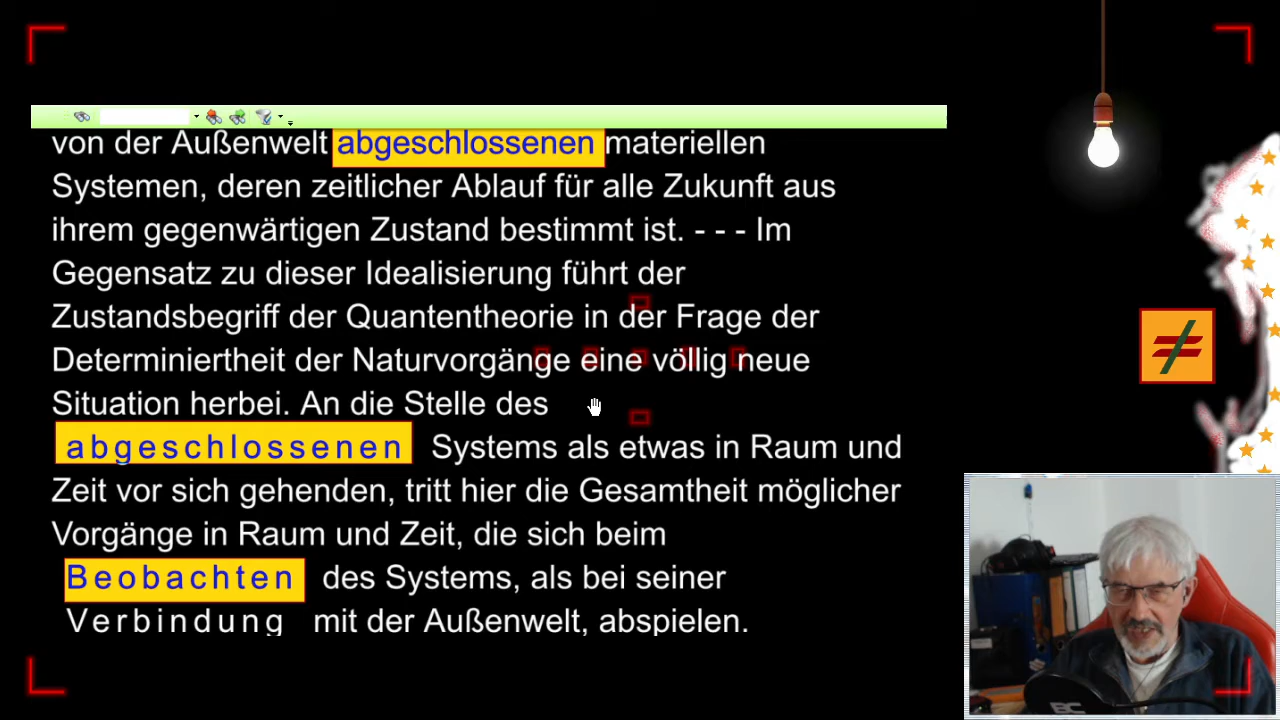 von der Außenwelt abgeschlossenen materiellen
Systemen, deren zeitlicher Ablauf für alle Zukunft aus
ihrem gegenwärtigen Zustand bestimmt ist. - - - Im
Gegensatz zu dieser Idealisierung führt der
Zustandsbegriff der Quantentheorie in der Frage der
Determiniertheit der Naturvorgänge eine völlig neue
Situation herbei. An die Stelle des
abgeschlossenen Systems als etwas in Raum und
Zeit vor sich gehenden, tritt hier die Gesamtheit möglicher
Vorgänge in Raum und Zeit, die sich beim
Beobachten des Systems, als bei seiner
Verbindung mit der Außenwelt, abspielen.
≠